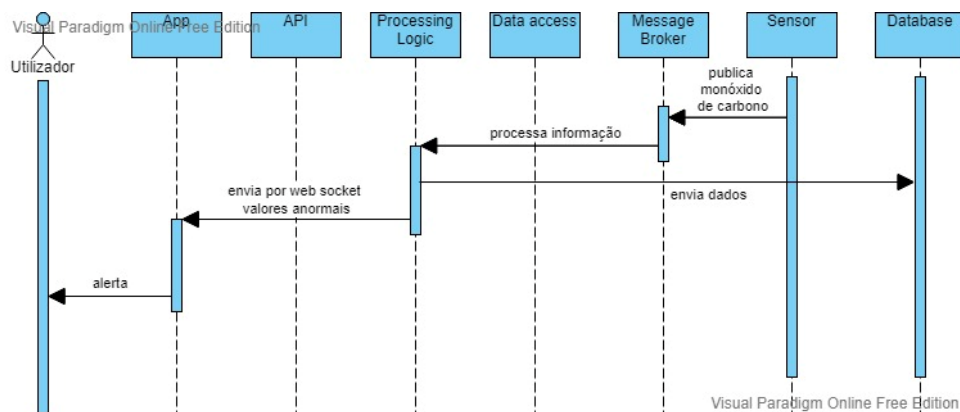 Visual Paradigm Online Free Edition
Utilizador
App
API
Processing
Logic
Data access
Message
Broker
Sensor
Database
publica
monóxido
de carbono
processa informação
envia dados
envia por web socket
valores anormais
alerta
Visual Paradigm Online Free Edition